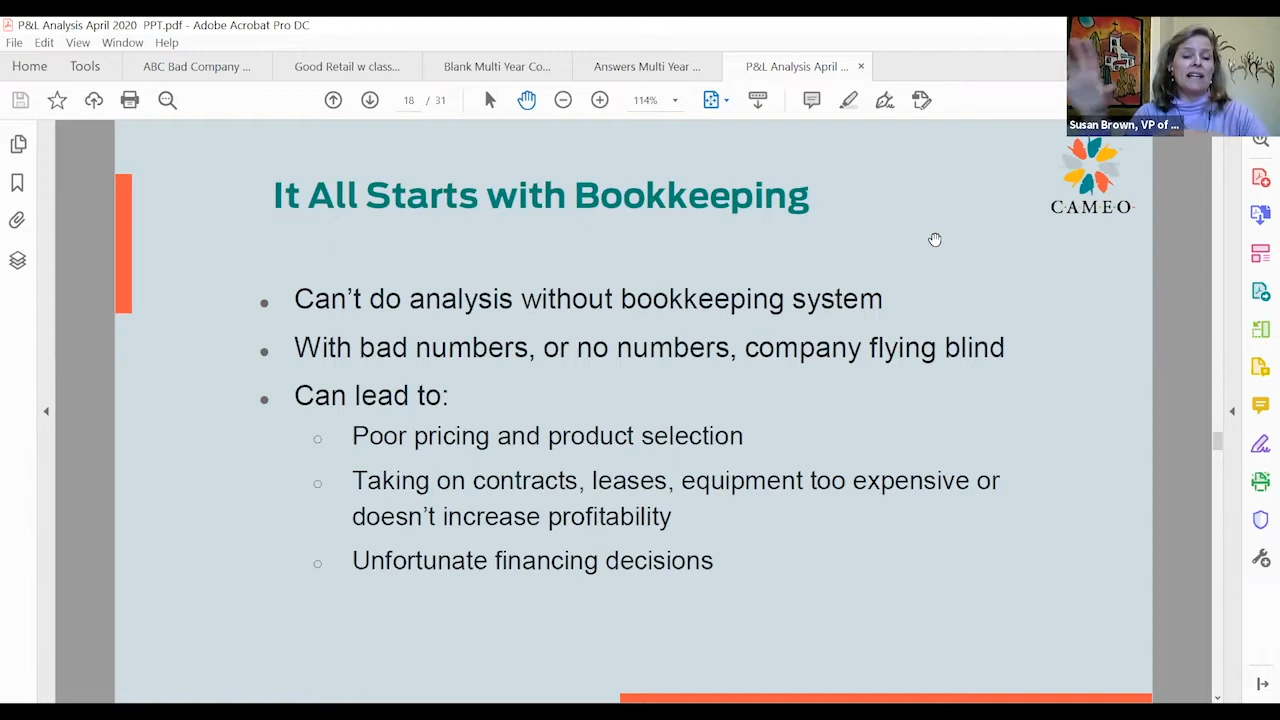 P&L Analysis April 2020 PPT.pdf - Adobe Acrobat Pro DC
File Edit View Window Help
Home Tools ABC Bad Company ... Good Retail w class... Blank Multi Year Co... Answers Multi Year ... P&L Analysis April ... ×
18 / 31 114%
Susan Brown, VP of ...
CAMEO
It All Starts with Bookkeeping
• Can't do analysis without bookkeeping system
• With bad numbers, or no numbers, company flying blind
• Can lead to:
○ Poor pricing and product selection
○ Taking on contracts, leases, equipment too expensive or
doesn't increase profitability
○ Unfortunate financing decisions